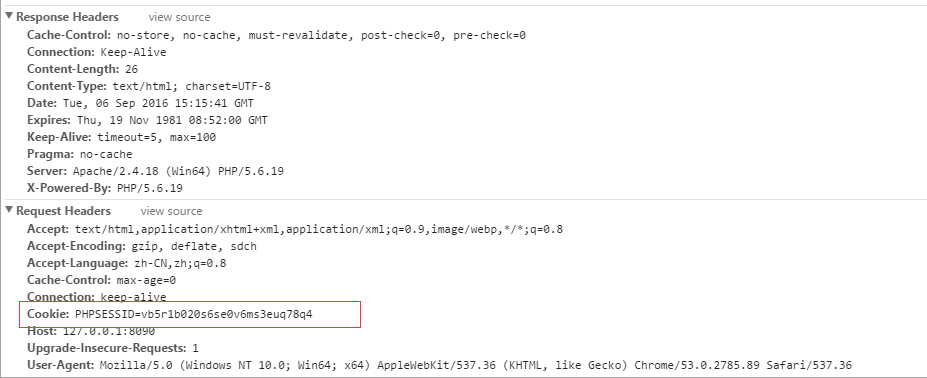 Response Headers view source
Cache-Control: no-store, no-cache, must-revalidate, post-check=0, pre-check=0
Connection: Keep-Alive
Content-Length: 26
Content-Type: text/html; charset=UTF-8
Date: Tue, 06 Sep 2016 15:15:41 GMT
Expires: Thu, 19 Nov 1981 08:52:00 GMT
Keep-Alive: timeout=5, max=100
Pragma: no-cache
Server: Apache/2.4.18 (Win64) PHP/5.6.19
X-Powered-By: PHP/5.6.19
Request Headers view source
Accept: text/html,application/xhtml+xml,application/xml;q=0.9,image/webp,*/*;q=0.8
Accept-Encoding: gzip, deflate, sdch
Accept-Language: zh-CN,zh;q=0.8
Cache-Control: max-age=0
Connection: keep-alive
Cookie: PHPSESSID=vb5r1b020s6se0v6ms3euq78q4
Host: 127.0.0.1:8090
Upgrade-Insecure-Requests: 1
User-Agent: Mozilla/5.0 (Windows NT 10.0; Win64; x64) AppleWebKit/537.36 (KHTML, like Gecko) Chrome/53.0.2785.89 Safari/537.36